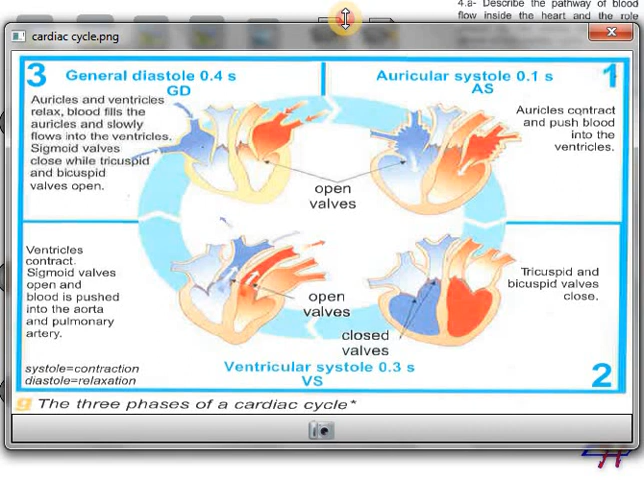 4.a- Describe the pathway of blood
flow inside the heart and the role
cardiac cycle.png
3 General diastole 0.4 s
GD
Auricles and ventricles
relax, blood fills the
auricles and slowly
flows into the ventricles.
Sigmoid valves
close while tricuspid
and bicuspid
valves open.
Auricular systole 0.1 s 1
AS
Auricles contract
and push blood
into the
ventricles.
open
valves
Ventricles
contract.
Sigmoid valves
open and
blood is pushed
into the aorta
and pulmonary
artery.
open
valves
Tricuspid and
bicuspid valves
close.
closed
valves
systole=contraction
diastole=relaxation
Ventricular systole 0.3 s
VS
2
g The three phases of a cardiac cycle*